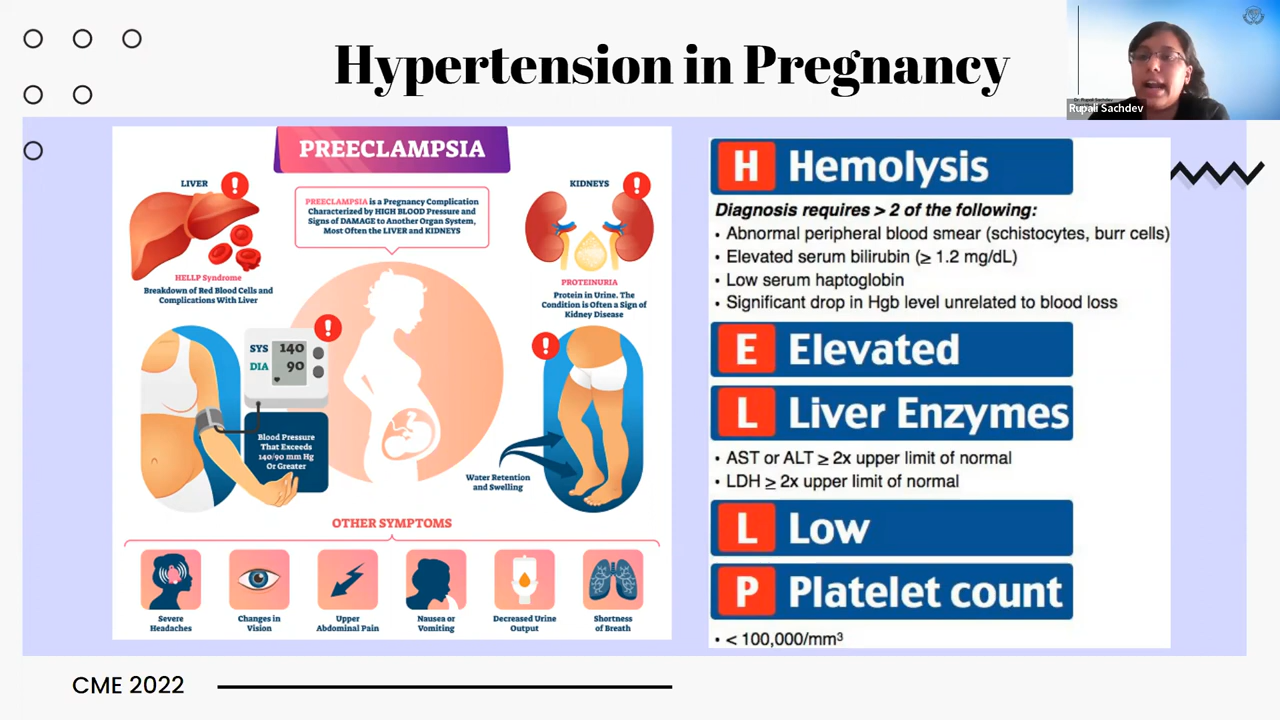 Hypertension in Pregnancy
Rupali Sachdev
PREECLAMPSIA
LIVER
PREECLAMPSIA is a Pregnancy Complication
Characterized by HIGH BLOOD Pressure and
Signs of DAMAGE to Another Organ System,
Most Often the LIVER and KIDNEYS
KIDNEYS
HELLP Syndrome
Breakdown of Red Blood Cells and
Complications With Liver
PROTEINURIA
Protein in Urine. The
Condition is Often a Sign of
Kidney Disease
SYS 140
DIA 90
Blood Pressure
That Exceeds
140/90 mm Hg
Or Greater
Water Retention
and Swelling
OTHER SYMPTOMS
Severe
Headaches
Changes in
Vision
Upper
Abdominal Pain
Nausea or
Vomiting
Decreased Urine
Output
Shortness
of Breath
H Hemolysis
Diagnosis requires > 2 of the following:
• Abnormal peripheral blood smear (schistocytes, burr cells)
• Elevated serum bilirubin (≥ 1.2 mg/dL)
• Low serum haptoglobin
• Significant drop in Hgb level unrelated to blood loss
E Elevated
L Liver Enzymes
• AST or ALT ≥ 2x upper limit of normal
• LDH ≥ 2x upper limit of normal
L Low
P Platelet count
• < 100,000/mm³
CME 2022